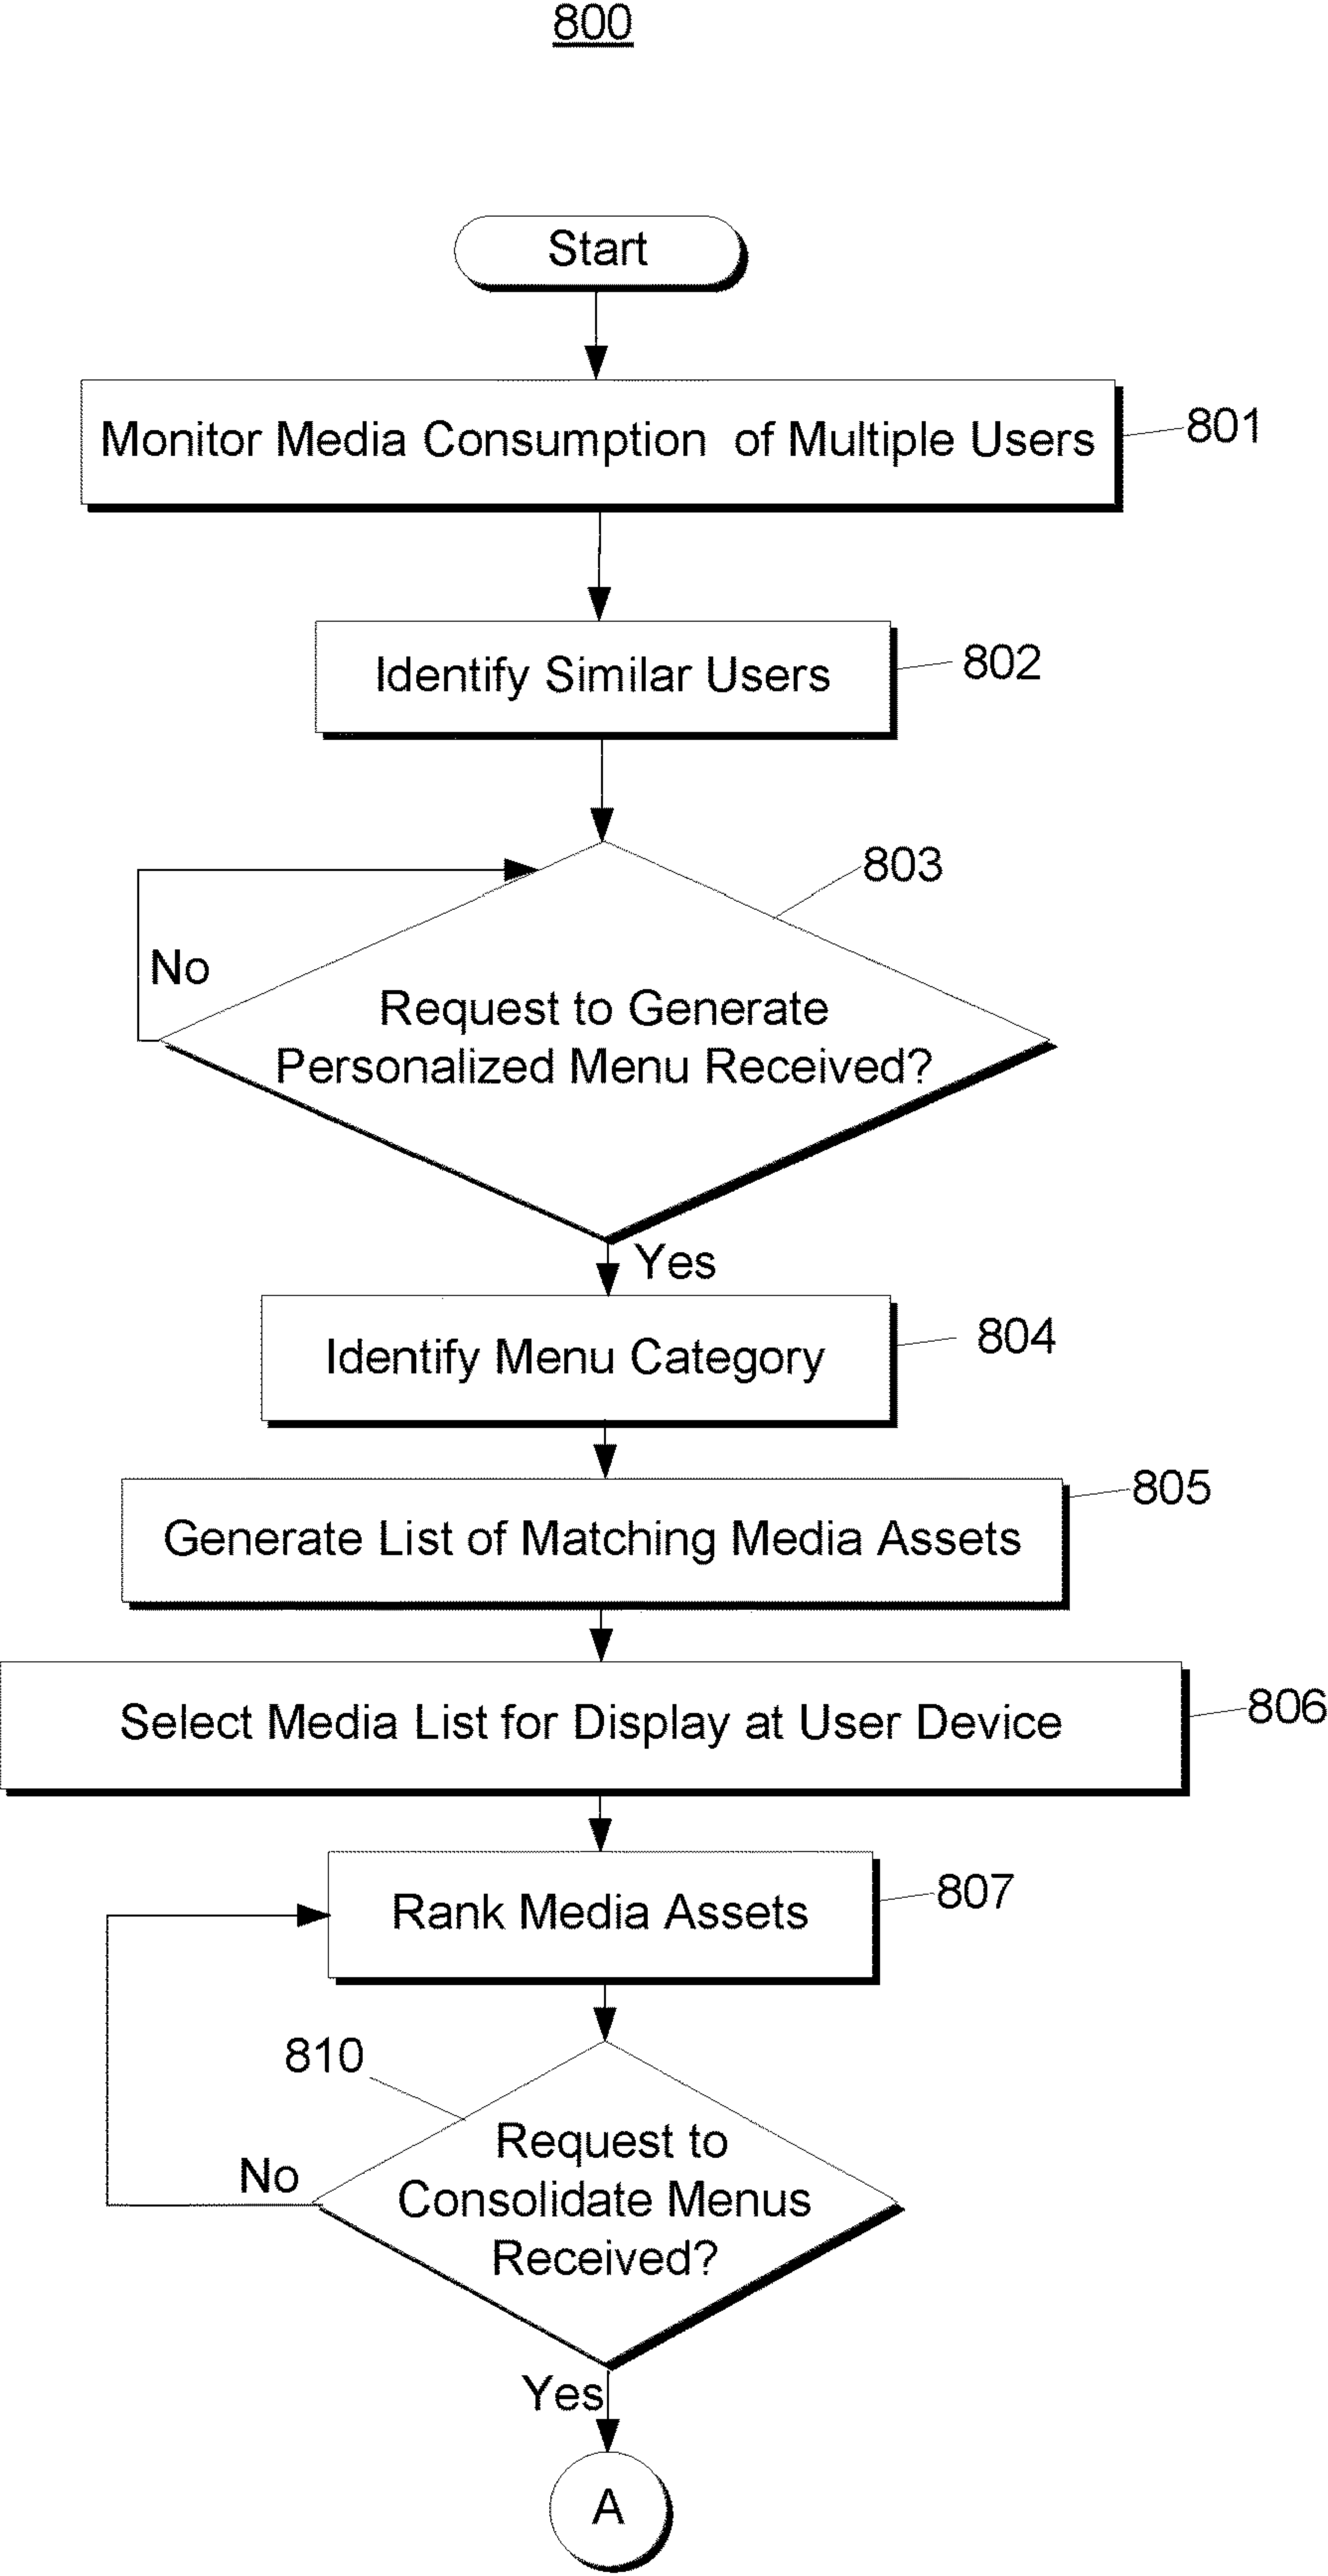 800
Start
Monitor Media Consumption of Multiple Users
801
Identify Similar Users
802
803
No
Request to Generate
Personalized Menu Received?
Yes
Identify Menu Category
804
Generate List of Matching Media Assets
805
Select Media List for Display at User Device
806
Rank Media Assets
807
810
No
Request to
Consolidate Menus
Received?
Yes
A